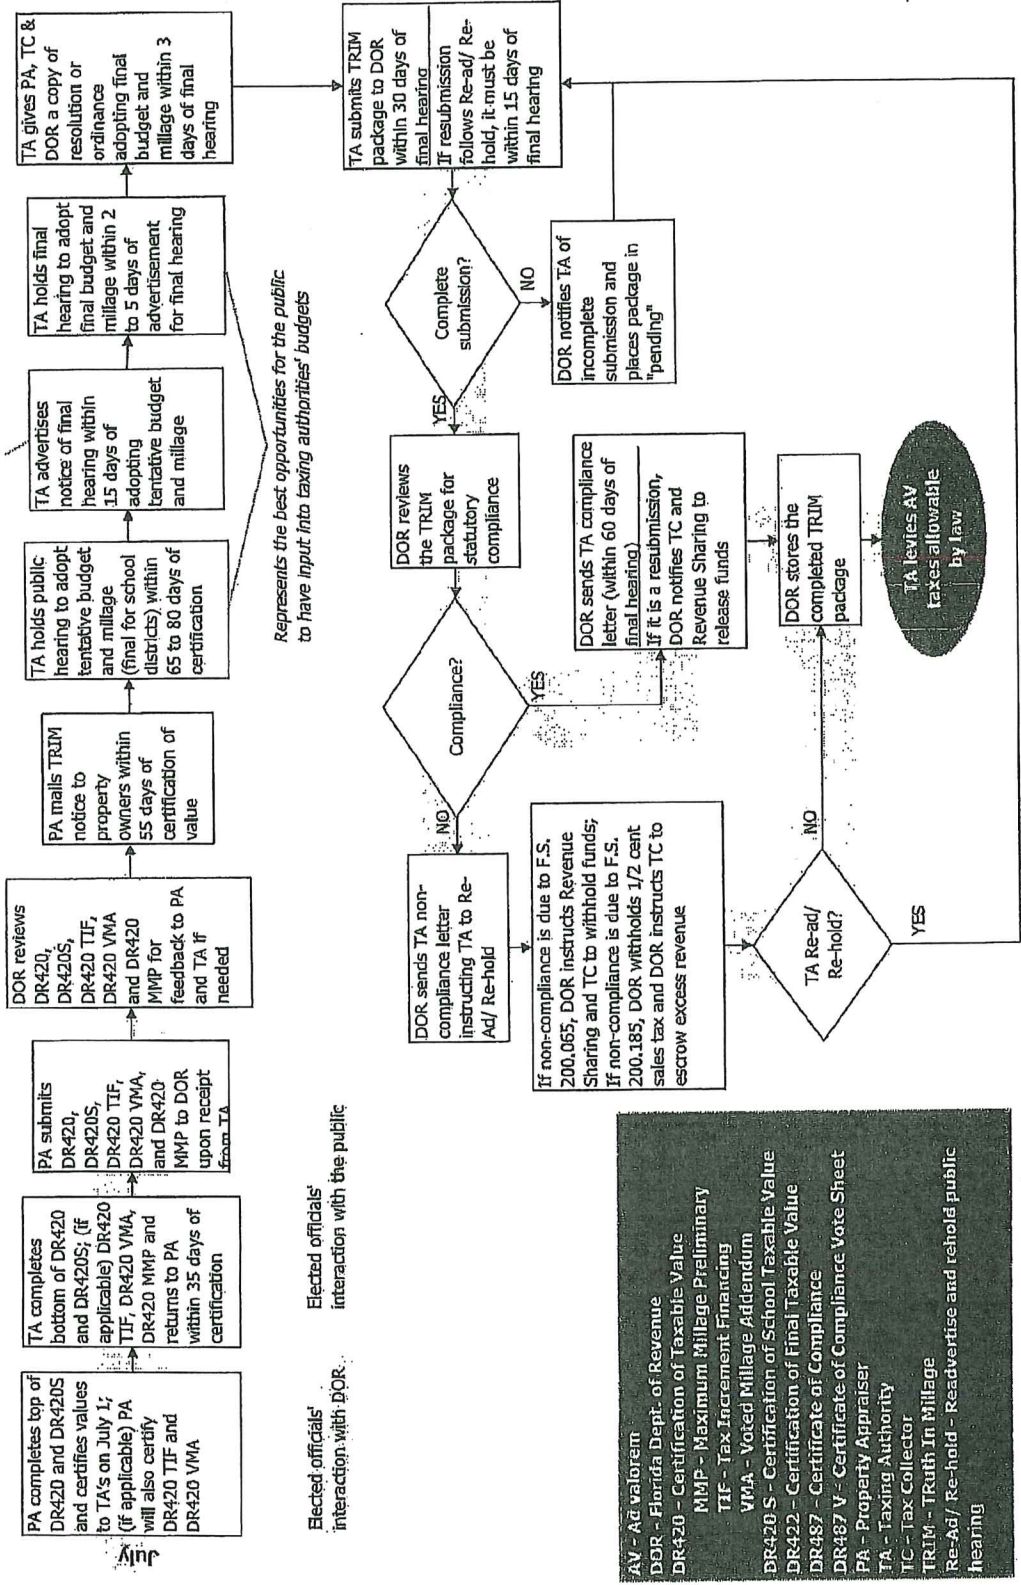 July
PA completes top of
DR420 and DR420S
and certifies values
to TA's on July 1;
(if applicable) PA
will also certify
DR420 TIF and
DR420 VMA
TA completes
bottom of DR420
and DR420S; (if
applicable) DR420
TIF, DR420 VMA,
DR420 MMP and
returns to PA
within 35 days of
certification
PA submits
DR420,
DR420S,
DR420 TIF,
DR420 VMA,
and DR420
MMP to DOR
upon receipt
from TA
DOR reviews
DR420,
DR420S,
DR420 TIF,
DR420 VMA
and DR420
MMP for
feedback to PA
and TA if
needed
PA mails TRIM
notice to
property
owners within
55 days of
certification of
value
TA holds public
hearing to adopt
tentative budget
and millage
(final for school
districts) within
65 to 80 days of
certification
TA advertises
notice of final
hearing within
15 days of
adopting
tentative budget
and millage
TA holds final
hearing to adopt
final budget and
millage within 2
to 5 days of
advertisement
for final hearing
TA gives PA, TC &
DOR a copy of
resolution or
ordinance
adopting final
budget and
millage within 3
days of final
hearing
Elected officials'
interaction with DOR
Elected officials'
interaction with the public
Represents the best opportunities for the public
to have input into taxing authorities' budgets
TA submits TRIM
package to DOR
within 30 days of
final hearing
If resubmission
follows Re-ad/ Re-
hold, it must be
within 15 days of
final hearing
Complete
submission?
NO
DOR notifies TA of
incomplete
submission and
places package in
"pending"
YES
DOR reviews
the TRIM
package for
statutory
compliance
Compliance?
YES
DOR sends TA compliance
letter (within 60 days of
final hearing)
If it is a resubmission,
DOR notifies TC and
Revenue Sharing to
release funds
NO
DOR sends TA non-
compliance letter
instructing TA to Re-
Ad/ Re-hold
If non-compliance is due to F.S.
200.065, DOR instructs Revenue
Sharing and TC to withhold funds;
If non-compliance is due to F.S.
200.185, DOR withholds 1/2 cent
sales tax and DOR instructs TC to
escrow excess revenue
TA Re-ad/
Re-hold?
NO
YES
DOR stores the
completed TRIM
package
TA levies AV
taxes allowable
by law
AV - Ad valorem
DOR - Florida Dept. of Revenue
DR420 - Certification of Taxable Value
MMP - Maximum Millage Preliminary
TIF - Tax Increment Financing
VMA - Voted Millage Addendum
DR420 S - Certification of School Taxable Value
DR422 - Certification of Final Taxable Value
DR487 - Certificate of Compliance
DR487 V - Certificate of Compliance Vote Sheet
PA - Property Appraiser
TA - Taxing Authority
TC - Tax Collector
TRIM - TRuth In Millage
Re-Ad/ Re-hold - Readvertise and rehold public
hearing